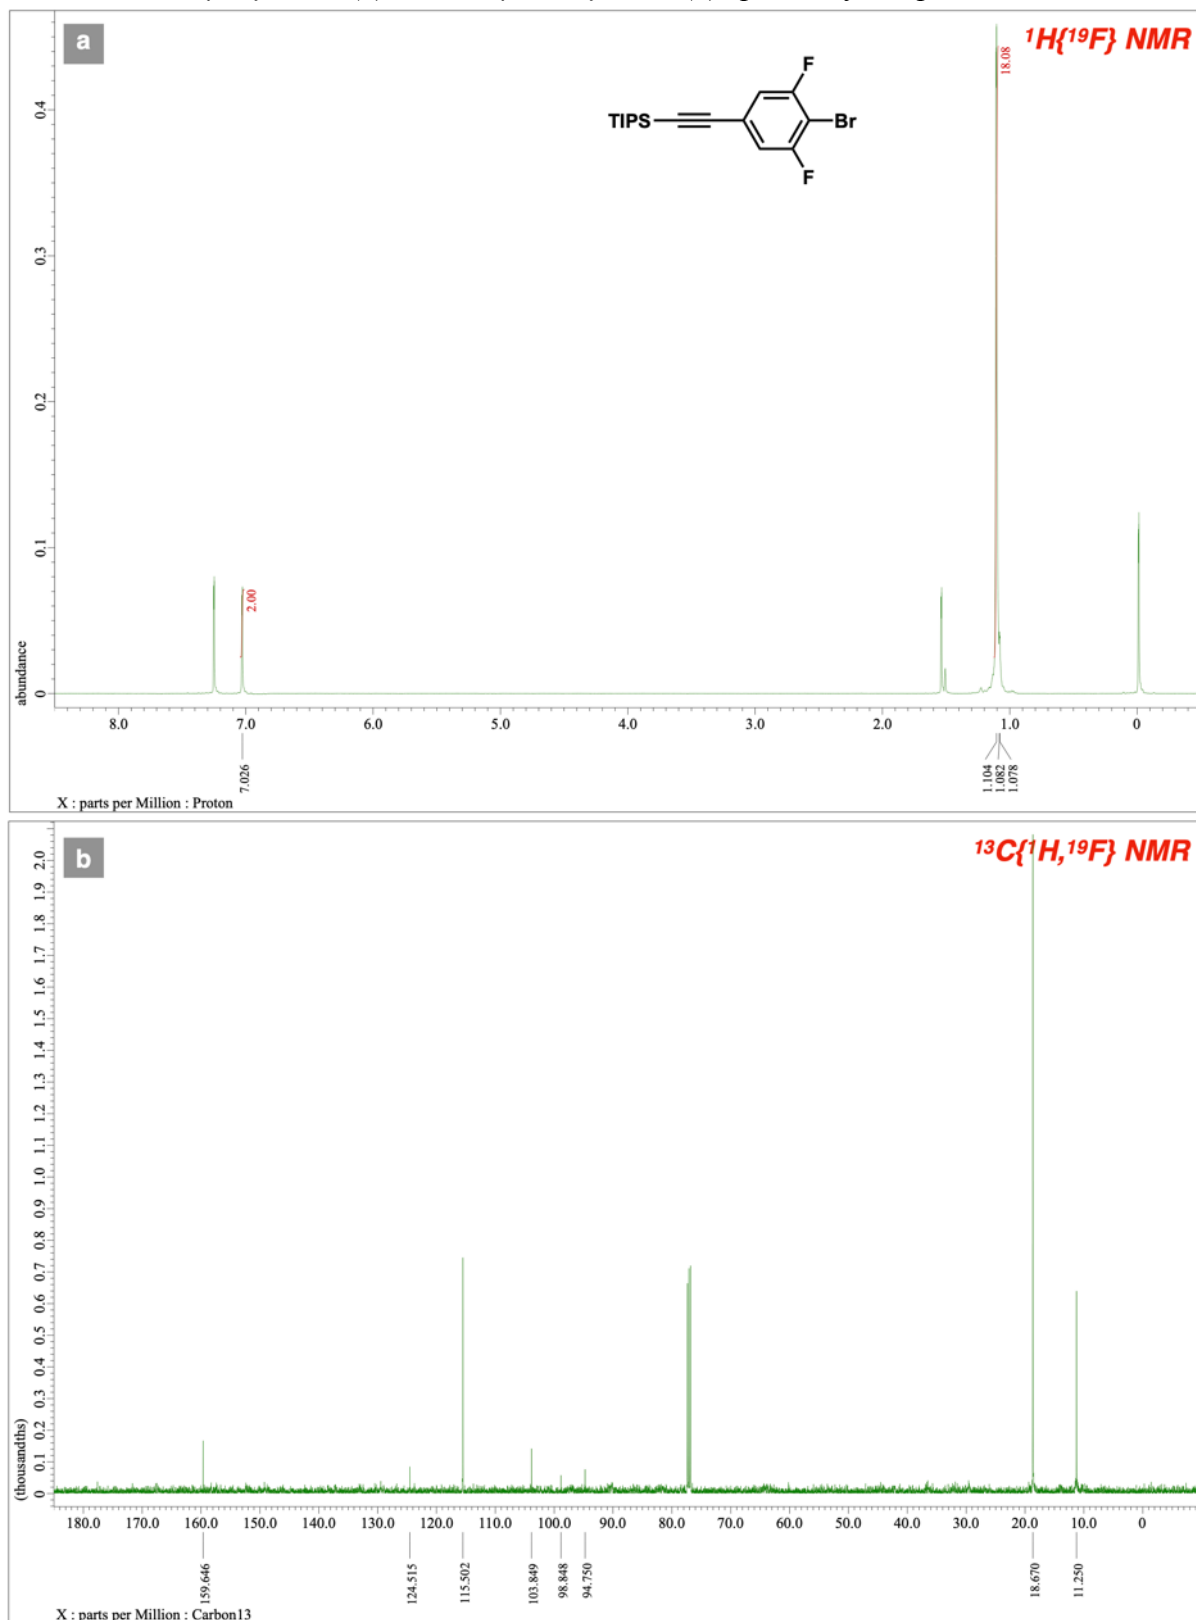 a
¹H{¹⁹F} NMR
18.08
F
TIPS
Br
F
0.4
0.3
0.2
0.1
0
abundance
2.00
8.0 7.0 6.0 5.0 4.0 3.0 2.0 1.0 0
7.026
1.104
1.082
1.078
X : parts per Million : Proton
b
¹³C{¹H,¹⁹F} NMR
2.0
1.9
1.8
1.7
1.6
1.5
1.4
1.3
1.2
1.1
1.0
0.9
0.8
0.7
0.6
0.5
0.4
0.3
0.2
0.1
0
(thousandths)
180.0 170.0 160.0 150.0 140.0 130.0 120.0 110.0 100.0 90.0 80.0 70.0 60.0 50.0 40.0 30.0 20.0 10.0 0
159.646
124.515
115.502
103.849
98.848
94.750
18.670
11.250
X : parts per Million : Carbon13